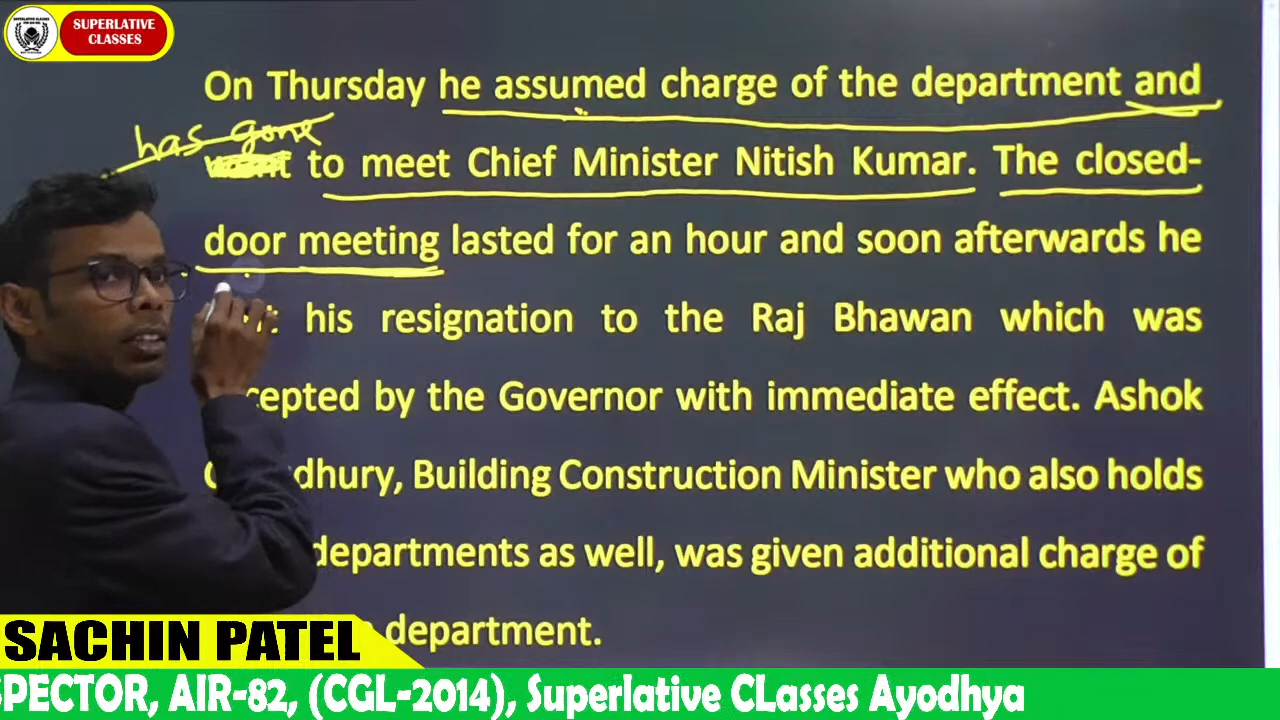 SUPERLATIVE
CLASSES
On Thursday he assumed charge of the department and
has gone
to meet Chief Minister Nitish Kumar. The closed-
door meeting lasted for an hour and soon afterwards he
his resignation to the Raj Bhawan which was
by the Governor with immediate effect. Ashok
Building Construction Minister who also holds
departments as well, was given additional charge of
department.
SACHIN PATEL
SPECTOR, AIR-82, (CGL-2014), Superlative CLasses Ayodhya